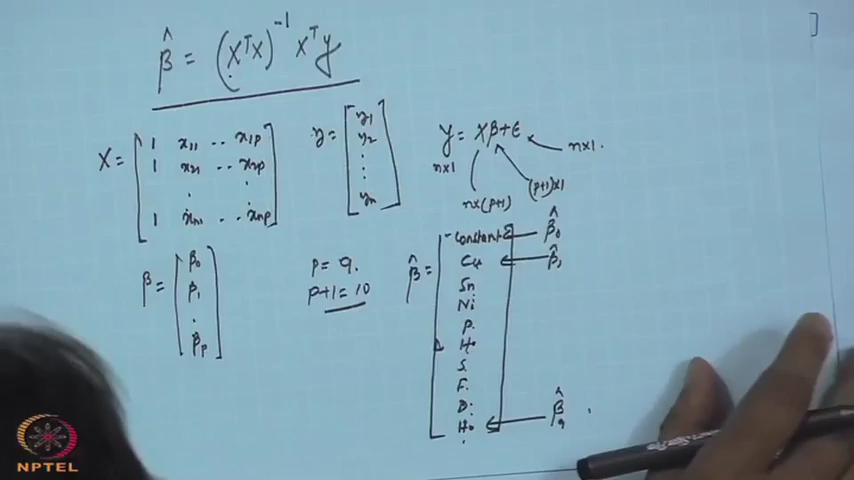 β̂ = (XᵀX)⁻¹ Xᵀy
X = [ 1 x₁₁ .. x₁p
1 x₂₁ .. x₂p
. .
1 xₙ₁ .. xₙp ]
y = [ y₁
y₂
:
:
yₙ ]
y = Xβ+ε
n×1
n×1.
n×(p+1)
(p+1)×1
β = [ β₀
β₁
.
βp ]
p = 9.
p+1 = 10
β̂ = [ Constant
Cu
Sn
Ni
P.
S.
F.
D. ]
β̂₀
β̂₁
β̂₉
NPTEL